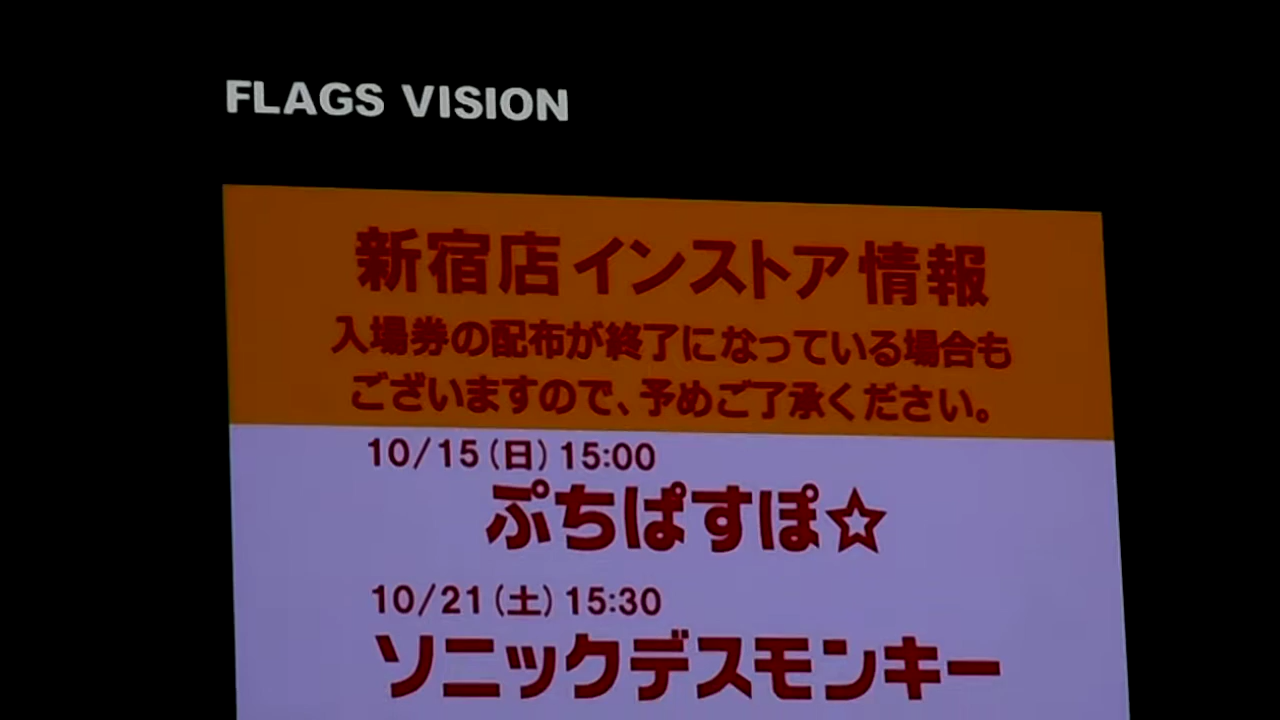 FLAGS VISION
新宿店インストア情報
入場券の配布が終了になっている場合も
ございますので、予めご了承ください。
10/15(日)15:00
ぷちぱすぽ☆
10/21(土)15:30
ソニックデスモンキー